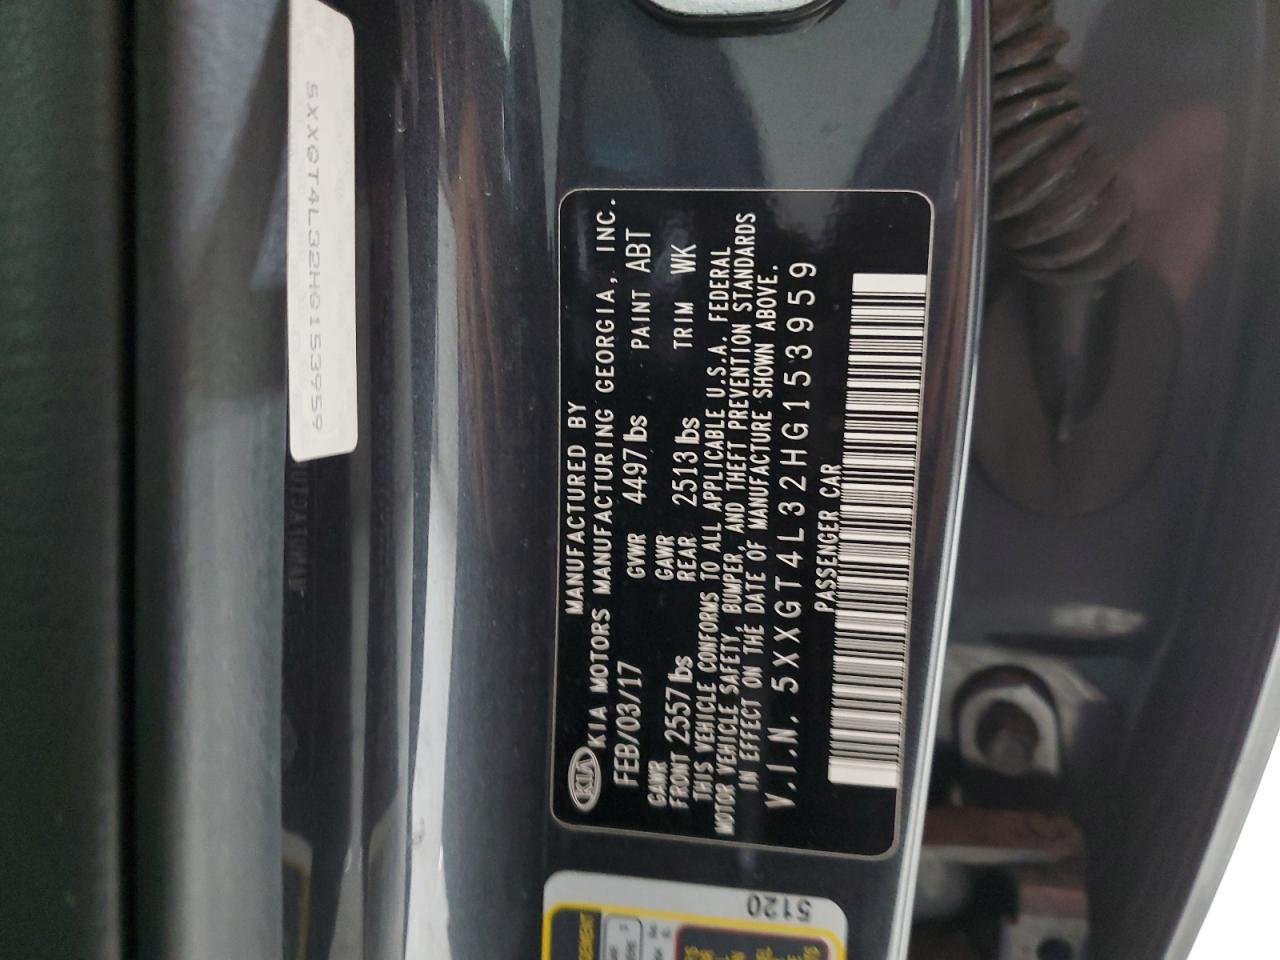 5XXGT4L32HG153959
KIA
MANUFACTURED BY
KIA MOTORS MANUFACTURING GEORGIA, INC.
FEB/03/17 GVWR 4497 lbs PAINT ABT
GAWR FRONT 2557 lbs GAWR REAR 2513 lbs TRIM WK
THIS VEHICLE CONFORMS TO ALL APPLICABLE U.S.A. FEDERAL
MOTOR VEHICLE SAFETY, BUMPER, AND THEFT PREVENTION STANDARDS
IN EFFECT ON THE DATE OF MANUFACTURE SHOWN ABOVE.
V.I.N. 5XXGT4L32HG153959
PASSENGER CAR
5120